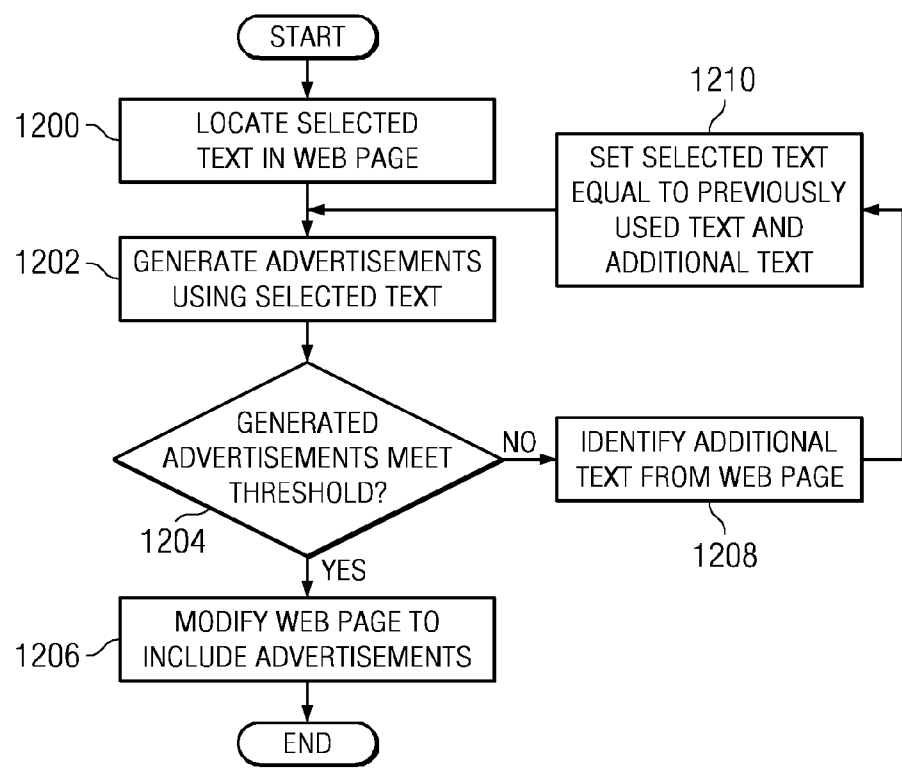 START
1200
LOCATE SELECTED
TEXT IN WEB PAGE
1202
GENERATE ADVERTISEMENTS
USING SELECTED TEXT
GENERATED
ADVERTISEMENTS MEET
THRESHOLD?
1204
NO
YES
IDENTIFY ADDITIONAL
TEXT FROM WEB PAGE
1208
1210
SET SELECTED TEXT
EQUAL TO PREVIOUSLY
USED TEXT AND
ADDITIONAL TEXT
1206
MODIFY WEB PAGE TO
INCLUDE ADVERTISEMENTS
END